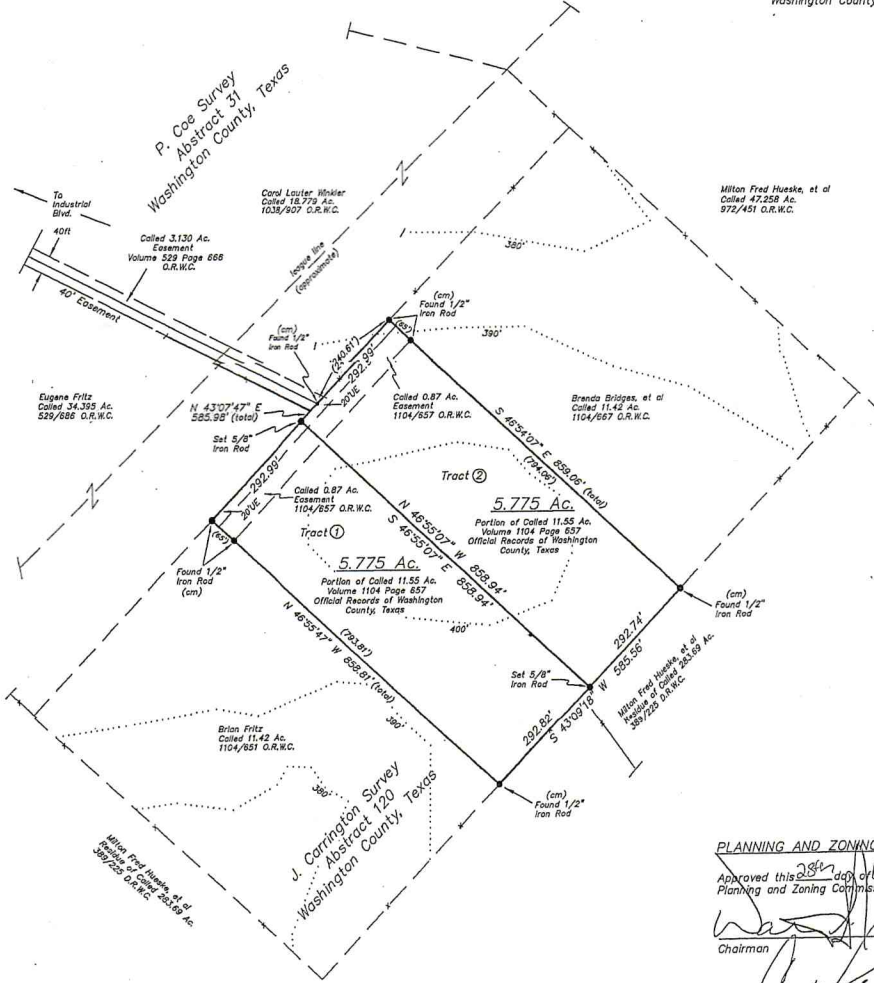 Washington County
P. Coe Survey
Abstract 31
Washington County, Texas
To
Industrial
Blvd.
40ft
Called 3.130 Ac.
Easement
Volume 529 Page 666
O.R.W.C.
40' Easement
Carol Lauter Winkler
Called 18.779 Ac.
1038/907 O.R.W.C.
league line
(approximate)
Milton Fred Hueske, et al
Called 47.258 Ac.
972/451 O.R.W.C.
380'
390'
(cm)
Found 1/2"
Iron Rod
(65')
(cm)
Found 1/2"
Iron Rod
(240.61')
292.99'
20'UE
Called 0.87 Ac.
Easement
1104/657 O.R.W.C.
Eugene Fritz
Called 34.395 Ac.
529/686 O.R.W.C.
N 43°07'47" E
585.98' (total)
Set 5/8"
Iron Rod
Brenda Bridges, et al
Called 11.42 Ac.
1104/667 O.R.W.C.
S 46°54'07" E 859.06' (total)
(794.06')
Tract ②
5.775 Ac.
Portion of Called 11.55 Ac.
Volume 1104 Page 657
Official Records of Washington
County, Texas
292.99'
20'UE
Called 0.87 Ac.
Easement
1104/657 O.R.W.C.
N 46°55'07" W 858.94'
S 46°55'07" E 858.94'
Tract ①
5.775 Ac.
Portion of Called 11.55 Ac.
Volume 1104 Page 657
Official Records of Washington
County, Texas
400'
(65')
Found 1/2"
Iron Rod
(cm)
(793.81')
N 46°55'47" W 858.81' (total)
(cm)
Found 1/2"
Iron Rod
292.74'
S 43°09'18" W 585.56'
292.82'
Set 5/8"
Iron Rod
Milton Fred Hueske, et al
Residue of Called 283.69 Ac.
389/225 D.R.W.C.
390'
Brian Fritz
Called 11.42 Ac.
1104/651 O.R.W.C.
380'
J. Carrington Survey
Abstract 120
Washington County, Texas
(cm)
Found 1/2"
Iron Rod
Milton Fred Hueske, et al
Residue of Called 283.69 Ac.
389/225 D.R.W.C.
PLANNING AND ZONING
Approved this 28th day of
Planning and Zoning
Chairman